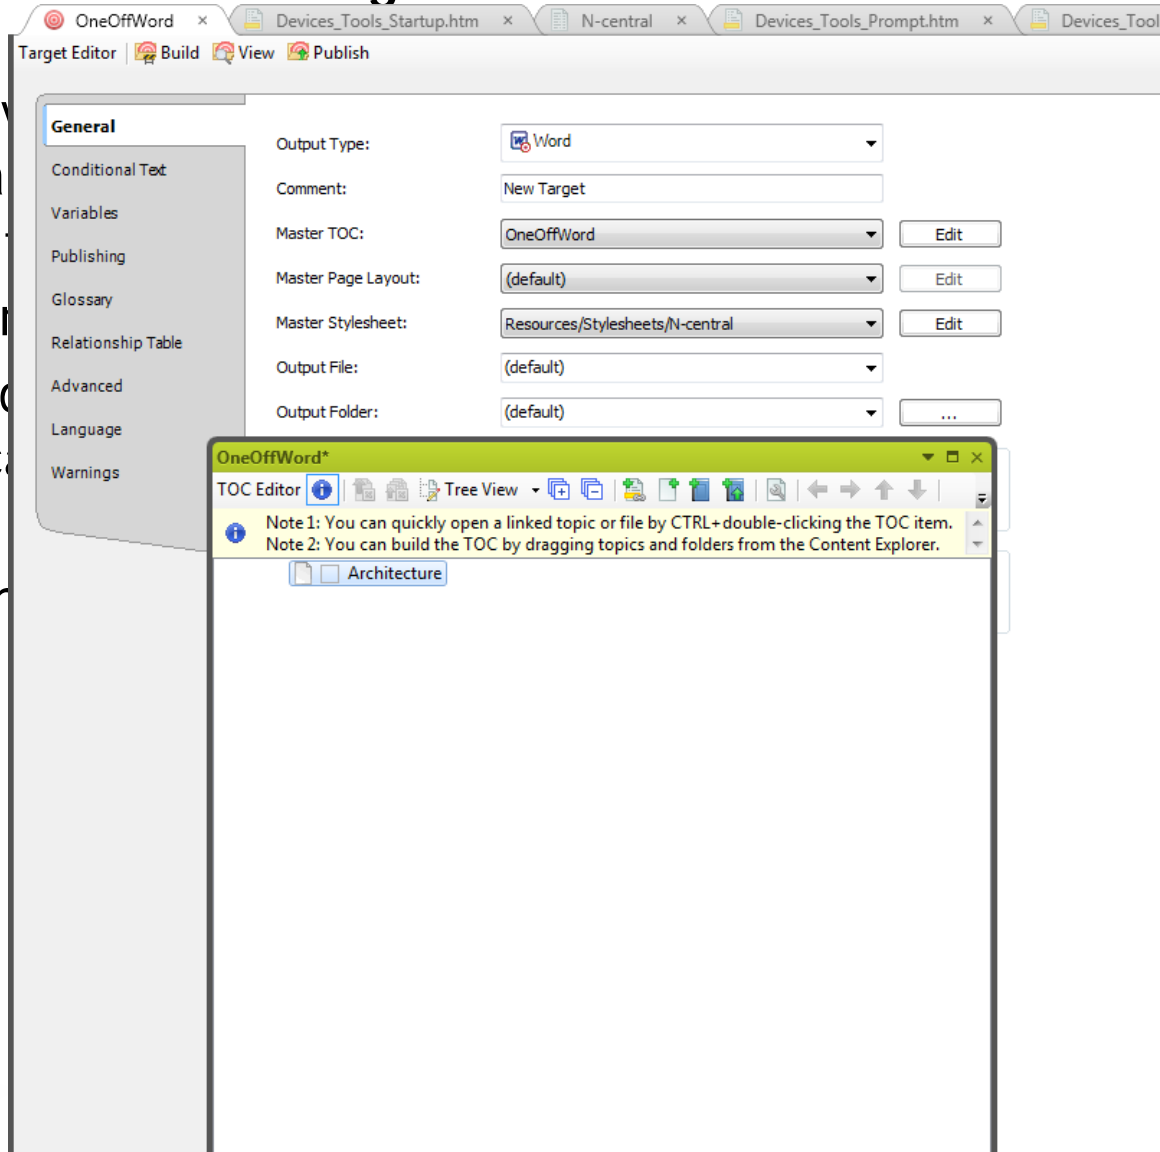 OneOffWord Devices_Tools_Startup.htm N-central Devices_Tools_Prompt.htm Devices_Tool
Target Editor Build View Publish
General
Conditional Text
Variables
Publishing
Glossary
Relationship Table
Advanced
Language
Warnings
Output Type: Word
Comment: New Target
Master TOC: OneOffWord Edit
Master Page Layout: (default) Edit
Master Stylesheet: Resources/Stylesheets/N-central Edit
Output File: (default)
Output Folder: (default) ...
OneOffWord*
TOC Editor Tree View
Note 1: You can quickly open a linked topic or file by CTRL+double-clicking the TOC item.
Note 2: You can build the TOC by dragging topics and folders from the Content Explorer.
Architecture